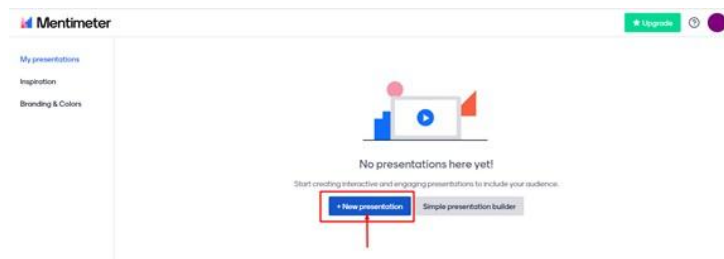 Mentimeter
Upgrade
My presentations
Inspiration
Branding & Colors
No presentations here yet!
Start creating interactive and engaging presentations to include your audience.
+ New presentation
Simple presentation builder